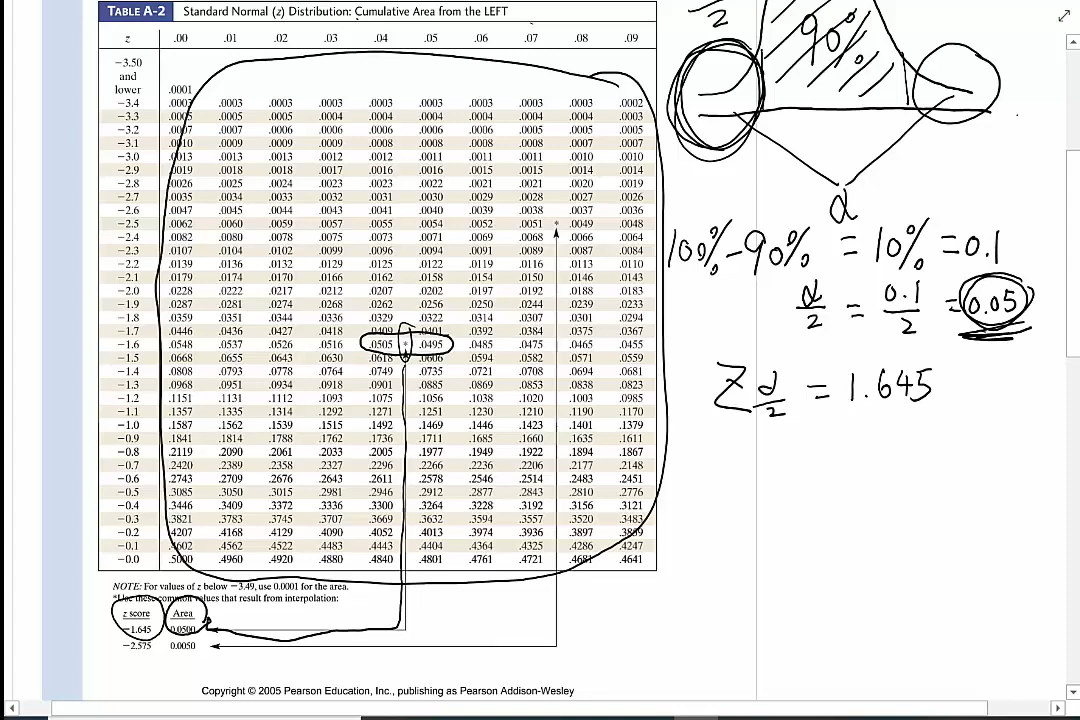 TABLE A-2 Standard Normal (z) Distribution: Cumulative Area from the LEFT
z .00 .01 .02 .03 .04 .05 .06 .07 .08 .09
−3.50
and
lower .0001
−3.4 .0003 .0003 .0003 .0003 .0003 .0003 .0003 .0003 .0003 .0002
−3.3 .0005 .0005 .0005 .0004 .0004 .0004 .0004 .0004 .0004 .0003
−3.2 .0007 .0007 .0006 .0006 .0006 .0006 .0006 .0005 .0005 .0005
−3.1 .0010 .0009 .0009 .0009 .0008 .0008 .0008 .0008 .0007 .0007
−3.0 .0013 .0013 .0013 .0012 .0012 .0011 .0011 .0011 .0010 .0010
−2.9 .0019 .0018 .0018 .0017 .0016 .0016 .0015 .0015 .0014 .0014
−2.8 .0026 .0025 .0024 .0023 .0023 .0022 .0021 .0021 .0020 .0019
−2.7 .0035 .0034 .0033 .0032 .0031 .0030 .0029 .0028 .0027 .0026
−2.6 .0047 .0045 .0044 .0043 .0041 .0040 .0039 .0038 .0037 .0036
−2.5 .0062 .0060 .0059 .0057 .0055 .0054 .0052 .0051 * .0049 .0048
−2.4 .0082 .0080 .0078 .0075 .0073 .0071 .0069 .0068 .0066 .0064
−2.3 .0107 .0104 .0102 .0099 .0096 .0094 .0091 .0089 .0087 .0084
−2.2 .0139 .0136 .0132 .0129 .0125 .0122 .0119 .0116 .0113 .0110
−2.1 .0179 .0174 .0170 .0166 .0162 .0158 .0154 .0150 .0146 .0143
−2.0 .0228 .0222 .0217 .0212 .0207 .0202 .0197 .0192 .0188 .0183
−1.9 .0287 .0281 .0274 .0268 .0262 .0256 .0250 .0244 .0239 .0233
−1.8 .0359 .0351 .0344 .0336 .0329 .0322 .0314 .0307 .0301 .0294
−1.7 .0446 .0436 .0427 .0418 .0409 .0401 .0392 .0384 .0375 .0367
−1.6 .0548 .0537 .0526 .0516 .0505 * .0495 .0485 .0475 .0465 .0455
−1.5 .0668 .0655 .0643 .0630 .0618 .0606 .0594 .0582 .0571 .0559
−1.4 .0808 .0793 .0778 .0764 .0749 .0735 .0721 .0708 .0694 .0681
−1.3 .0968 .0951 .0934 .0918 .0901 .0885 .0869 .0853 .0838 .0823
−1.2 .1151 .1131 .1112 .1093 .1075 .1056 .1038 .1020 .1003 .0985
−1.1 .1357 .1335 .1314 .1292 .1271 .1251 .1230 .1210 .1190 .1170
−1.0 .1587 .1562 .1539 .1515 .1492 .1469 .1446 .1423 .1401 .1379
−0.9 .1841 .1814 .1788 .1762 .1736 .1711 .1685 .1660 .1635 .1611
−0.8 .2119 .2090 .2061 .2033 .2005 .1977 .1949 .1922 .1894 .1867
−0.7 .2420 .2389 .2358 .2327 .2296 .2266 .2236 .2206 .2177 .2148
−0.6 .2743 .2709 .2676 .2643 .2611 .2578 .2546 .2514 .2483 .2451
−0.5 .3085 .3050 .3015 .2981 .2946 .2912 .2877 .2843 .2810 .2776
−0.4 .3446 .3409 .3372 .3336 .3300 .3264 .3228 .3192 .3156 .3121
−0.3 .3821 .3783 .3745 .3707 .3669 .3632 .3594 .3557 .3520 .3483
−0.2 .4207 .4168 .4129 .4090 .4052 .4013 .3974 .3936 .3897 .3859
−0.1 .4602 .4562 .4522 .4483 .4443 .4404 .4364 .4325 .4286 .4247
−0.0 .5000 .4960 .4920 .4880 .4840 .4801 .4761 .4721 .4681 .4641
NOTE: For values of z below −3.49, use 0.0001 for the area.
*Use these common values that result from interpolation:
z score Area
−1.645 0.0500
−2.575 0.0050
Copyright © 2005 Pearson Education, Inc., publishing as Pearson Addison-Wesley
2
90%
α
100%-90% = 10% = 0.1
α/2 = 0.1/2 = 0.05
Z α/2 = 1.645